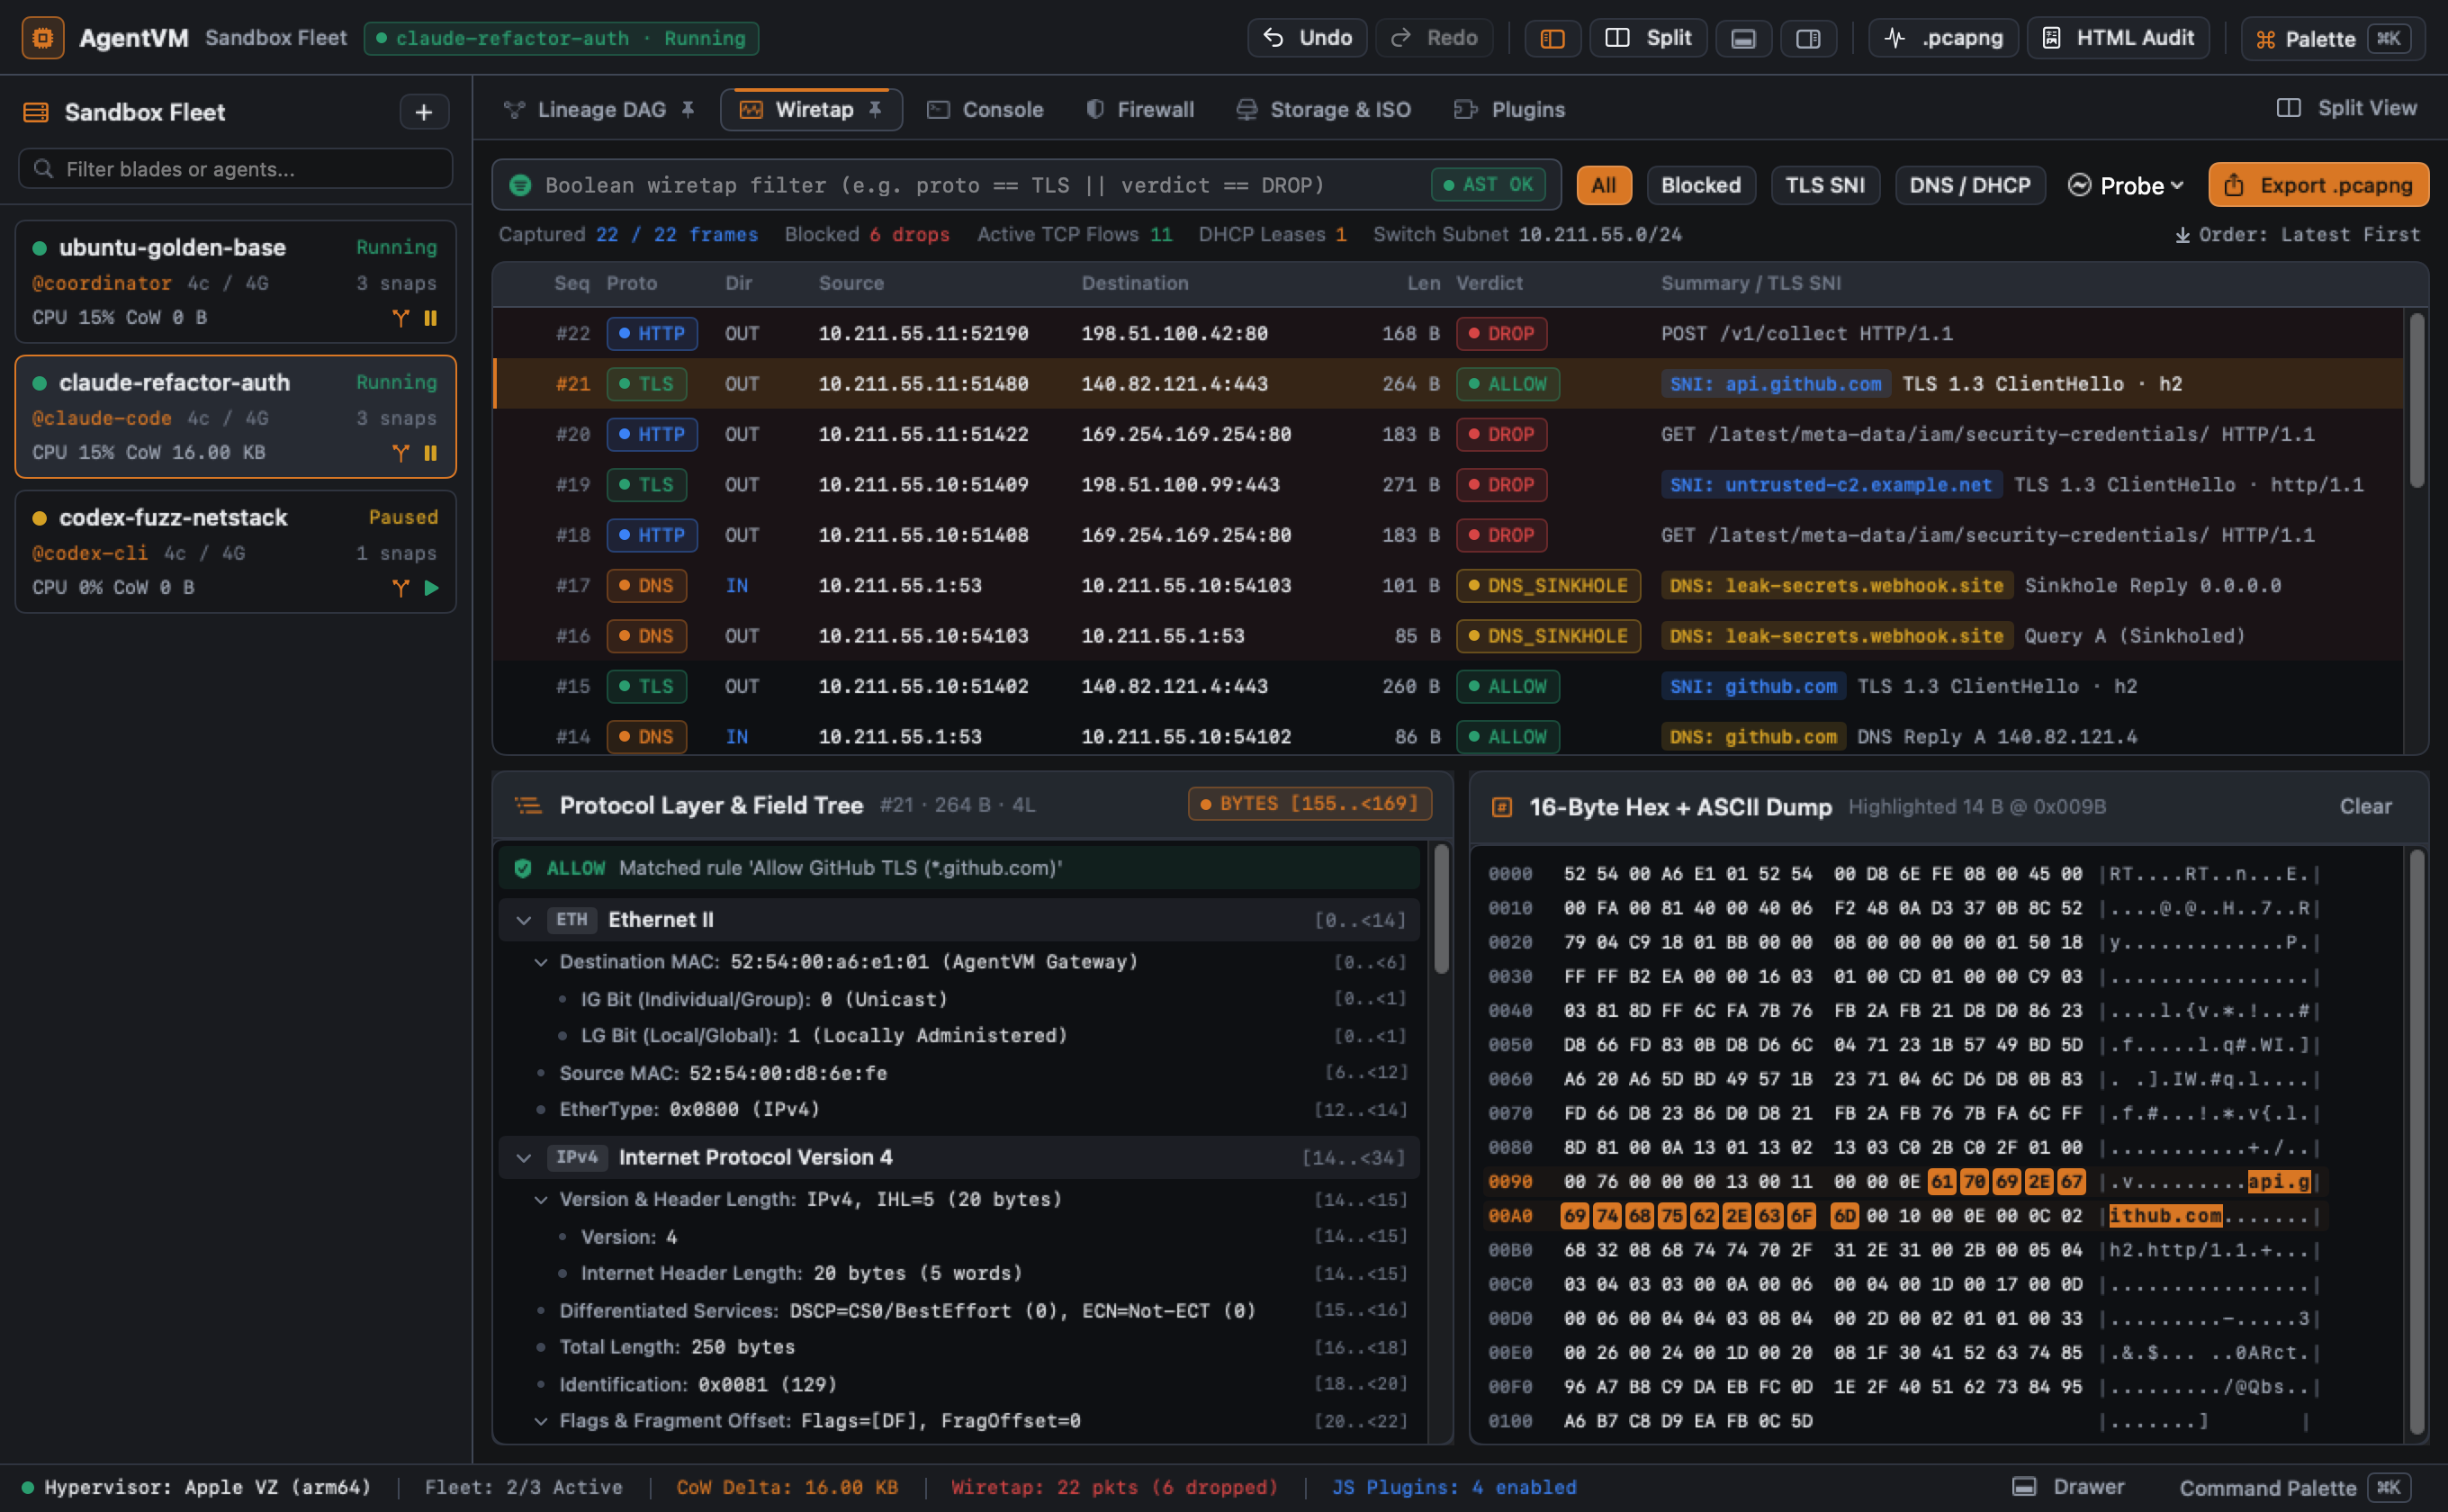 AgentVM Sandbox Fleet claude-refactor-auth · Running Undo Redo Split .pcapng HTML Audit Palette ⌘K
Sandbox Fleet +
Filter blades or agents...
ubuntu-golden-base Running
@coordinator 4c / 4G 3 snaps
CPU 15% CoW 0 B
claude-refactor-auth Running
@claude-code 4c / 4G 3 snaps
CPU 15% CoW 16.00 KB
codex-fuzz-netstack Paused
@codex-cli 4c / 4G 1 snaps
CPU 0% CoW 0 B
Lineage DAG Wiretap Console Firewall Storage & ISO Plugins Split View
Boolean wiretap filter (e.g. proto == TLS || verdict == DROP) AST OK All Blocked TLS SNI DNS / DHCP Probe Export .pcapng
Captured 22 / 22 frames Blocked 6 drops Active TCP Flows 11 DHCP Leases 1 Switch Subnet 10.211.55.0/24 Order: Latest First
Seq Proto Dir Source Destination Len Verdict Summary / TLS SNI
#22 HTTP OUT 10.211.55.11:52190 198.51.100.42:80 168 B DROP POST /v1/collect HTTP/1.1
#21 TLS OUT 10.211.55.11:51480 140.82.121.4:443 264 B ALLOW SNI: api.github.com TLS 1.3 ClientHello · h2
#20 HTTP OUT 10.211.55.11:51422 169.254.169.254:80 183 B DROP GET /latest/meta-data/iam/security-credentials/ HTTP/1.1
#19 TLS OUT 10.211.55.10:51409 198.51.100.99:443 271 B DROP SNI: untrusted-c2.example.net TLS 1.3 ClientHello · http/1.1
#18 HTTP OUT 10.211.55.10:51408 169.254.169.254:80 183 B DROP GET /latest/meta-data/iam/security-credentials/ HTTP/1.1
#17 DNS IN 10.211.55.1:53 10.211.55.10:54103 101 B DNS_SINKHOLE DNS: leak-secrets.webhook.site Sinkhole Reply 0.0.0.0
#16 DNS OUT 10.211.55.10:54103 10.211.55.1:53 85 B DNS_SINKHOLE DNS: leak-secrets.webhook.site Query A (Sinkholed)
#15 TLS OUT 10.211.55.10:51402 140.82.121.4:443 260 B ALLOW SNI: github.com TLS 1.3 ClientHello · h2
#14 DNS IN 10.211.55.1:53 10.211.55.10:54102 86 B ALLOW DNS: github.com DNS Reply A 140.82.121.4
Protocol Layer & Field Tree #21 · 264 B · 4L BYTES [155..<169]
ALLOW Matched rule 'Allow GitHub TLS (*.github.com)'
ETH Ethernet II [0..<14]
Destination MAC: 52:54:00:a6:e1:01 (AgentVM Gateway) [0..<6]
IG Bit (Individual/Group): 0 (Unicast) [0..<1]
LG Bit (Local/Global): 1 (Locally Administered) [0..<1]
Source MAC: 52:54:00:d8:6e:fe [6..<12]
EtherType: 0x0800 (IPv4) [12..<14]
IPv4 Internet Protocol Version 4 [14..<34]
Version & Header Length: IPv4, IHL=5 (20 bytes) [14..<15]
Version: 4 [14..<15]
Internet Header Length: 20 bytes (5 words) [14..<15]
Differentiated Services: DSCP=CS0/BestEffort (0), ECN=Not-ECT (0) [15..<16]
Total Length: 250 bytes [16..<18]
Identification: 0x0081 (129) [18..<20]
Flags & Fragment Offset: Flags=[DF], FragOffset=0 [20..<22]
16-Byte Hex + ASCII Dump Highlighted 14 B @ 0x009B Clear
0000 52 54 00 A6 E1 01 52 54 00 D8 6E FE 08 00 45 00 |RT....RT..n...E.|
0010 00 FA 00 81 40 00 40 06 F2 48 0A D3 37 0B 8C 52 |....@.@..H..7..R|
0020 79 04 C9 18 01 BB 00 00 08 00 00 00 00 01 50 18 |y.............P.|
0030 FF FF B2 EA 00 00 16 03 01 00 CD 01 00 00 C9 03 |................|
0040 03 81 8D FF 6C FA 7B 76 FB 2A FB 21 D8 D0 86 23 |....l.{v.*.!...#|
0050 D8 66 FD 83 0B D8 D6 6C 04 71 23 1B 57 49 BD 5D |.f.....l.q#.WI.]|
0060 A6 20 A6 5D BD 49 57 1B 23 71 04 6C D6 D8 0B 83 |. .].IW.#q.l....|
0070 FD 66 D8 23 86 D0 D8 21 FB 2A FB 76 7B FA 6C FF |.f.#...!.*.v{.l.|
0080 8D 81 00 0A 13 01 13 02 13 03 C0 2B C0 2F 01 00 |...........+./..|
0090 00 76 00 00 00 13 00 11 00 00 0E 61 70 69 2E 67 |.v.........api.g|
00A0 69 74 68 75 62 2E 63 6F 6D 00 10 00 0E 00 0C 02 |ithub.com.......|
00B0 68 32 08 68 74 74 70 2F 31 2E 31 00 2B 00 05 04 |h2.http/1.1.+...|
00C0 03 04 03 03 00 0A 00 06 00 04 00 1D 00 17 00 0D |................|
00D0 00 06 00 04 04 03 08 04 00 2D 00 02 01 01 00 33 |.........-.....3|
00E0 00 26 00 24 00 1D 00 20 08 1F 30 41 52 63 74 85 |.&.$... ..0ARct.|
00F0 96 A7 B8 C9 DA EB FC 0D 1E 2F 40 51 62 73 84 95 |........./@Qbs..|
0100 A6 B7 C8 D9 EA FB 0C 5D |.......] |
Hypervisor: Apple VZ (arm64) Fleet: 2/3 Active CoW Delta: 16.00 KB Wiretap: 22 pkts (6 dropped) JS Plugins: 4 enabled Drawer Command Palette ⌘K